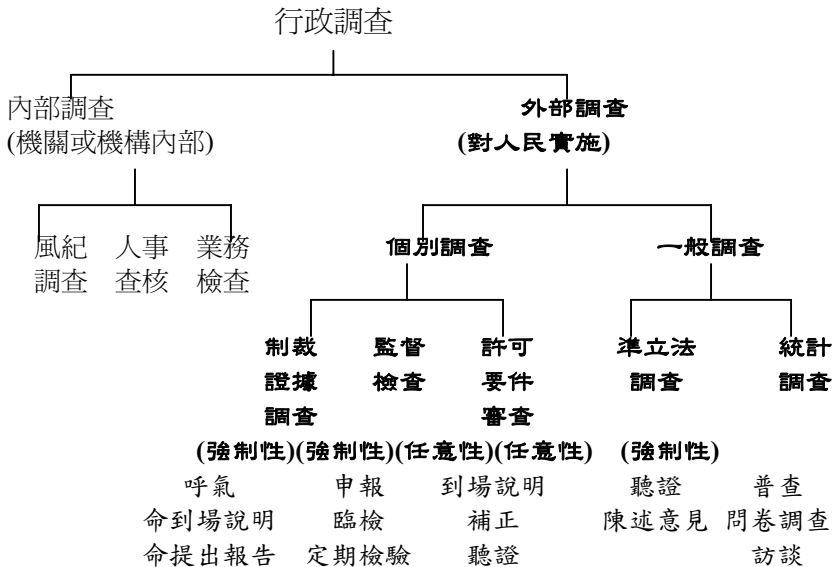 行政調查
內部調查
(機關或機構內部)
外部調查
(對人民實施)
風紀 人事 業務
調查 查核 檢查
個別調查 一般調查
制裁 監督 許可 準立法 統計
證據 檢查 要件 調查 調查
調查 審查
(強制性)(強制性)(任意性)(任意性) (強制性)
呼氣 申報 到場說明 聽證 普查
命到場說明 臨檢 補正 陳述意見 問卷調查
命提出報告 定期檢驗 聽證 訪談